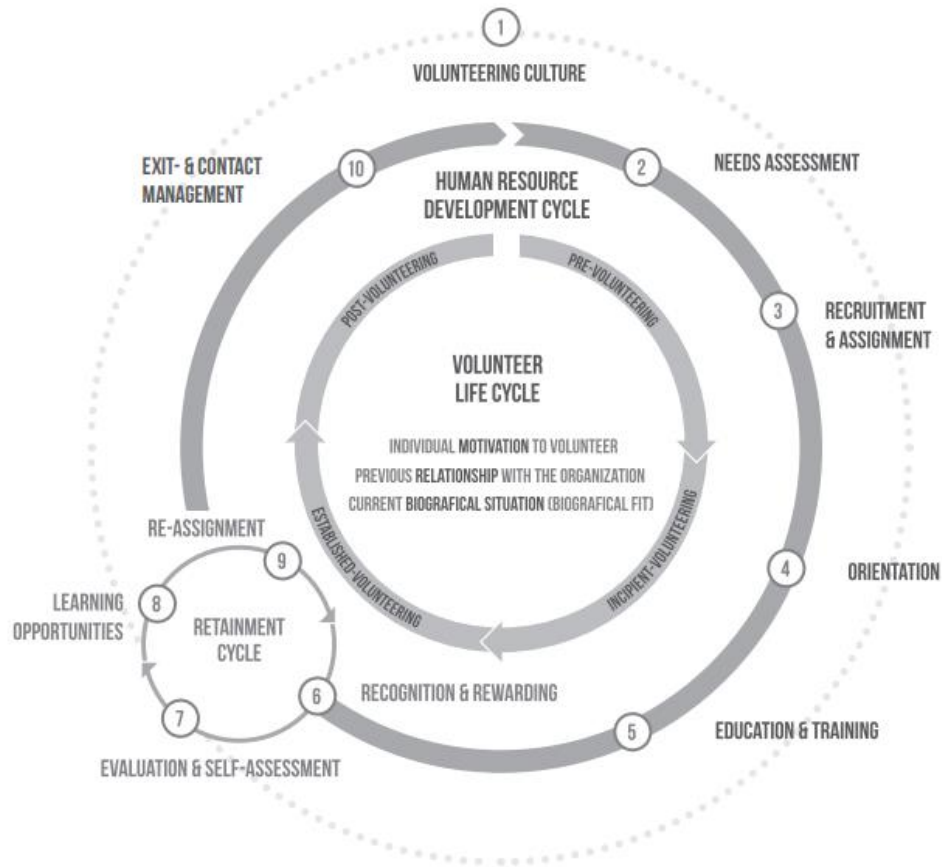 1
VOLUNTEERING CULTURE
10
EXIT- & CONTACT
MANAGEMENT
2
NEEDS ASSESSMENT
HUMAN RESOURCE
DEVELOPMENT CYCLE
POST-VOLUNTEERING
PRE-VOLUNTEERING
3
RECRUITMENT
& ASSIGNMENT
VOLUNTEER
LIFE CYCLE
INDIVIDUAL MOTIVATION TO VOLUNTEER
PREVIOUS RELATIONSHIP WITH THE ORGANIZATION
CURRENT BIOGRAFICAL SITUATION (BIOGRAFICAL FIT)
ESTABLISHED-VOLUNTEERING
INCIPIENT-VOLUNTEERING
4
ORIENTATION
RE-ASSIGNMENT
9
8
LEARNING
OPPORTUNITIES
RETAINMENT
CYCLE
6
RECOGNITION & REWARDING
7
EVALUATION & SELF-ASSESSMENT
5
EDUCATION & TRAINING